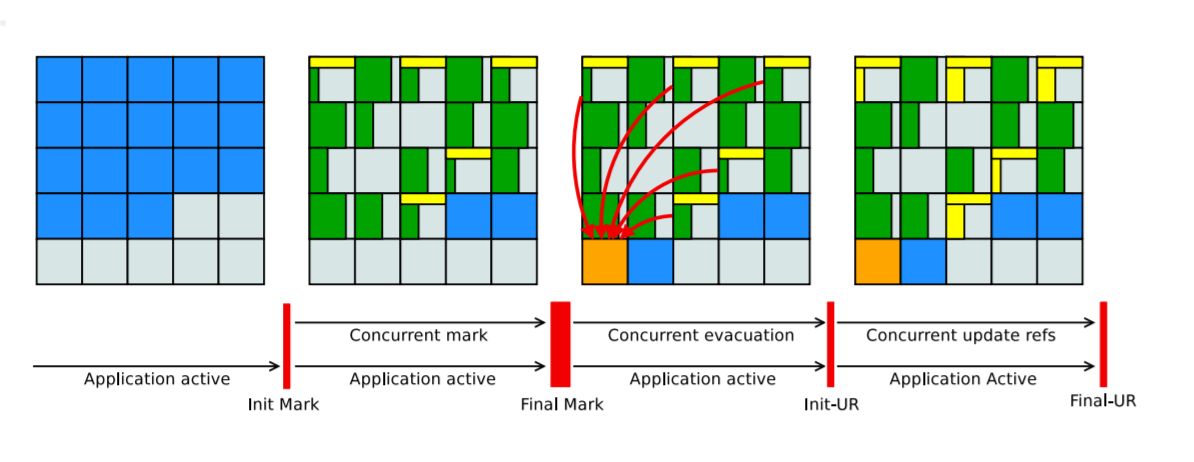 Concurrent mark
Concurrent evacuation
Concurrent update refs
Application active
Application active
Application active
Application Active
Init Mark
Final Mark
Init-UR
Final-UR